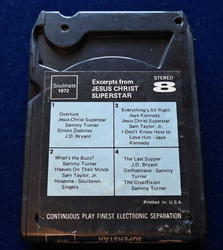 Soulmate
1972
Excerpts from
JESUS CHRIST
SUPERSTAR
STEREO
8
1
Overture
Jesus Christ Superstar
Sammy Turner
Simon Zealotes
J.D. Bryant
3
Everything's All Right
Jaye Kennedy
Superstar
Sam Taylor, Jr.
I Don't Know How to
Love Him - Jaye
Kennedy
2
What's the Buzz?
Sammy Turner
Heaven On Their Minds
Sam Taylor, Jr.
Hosanna - Soultown
Singers
4
The Last Supper
J.D. Bryant
Gethsemane - Sammy
Turner
The Crucifixion
Sammy Turner
Printed in U.S.A.
CONTINUOUS PLAY FINEST ELECTRONIC SEPARATION
SUPERSTAR